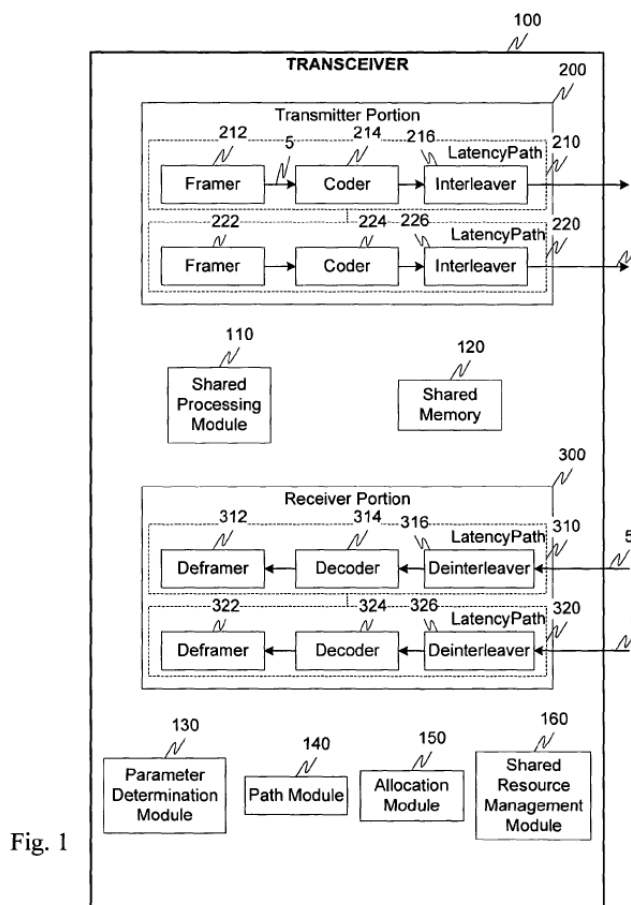 100
TRANSCEIVER
200
Transmitter Portion
212
5
214
216
LatencyPath
210
Framer
Coder
Interleaver
222
224
226
LatencyPath
220
Framer
Coder
Interleaver
110
120
Shared
Processing
Module
Shared
Memory
300
Receiver Portion
312
314
316
LatencyPath
310
5
Deframer
Decoder
Deinterleaver
322
324
326
LatencyPath
320
Deframer
Decoder
Deinterleaver
130
140
150
160
Parameter
Determination
Module
Path Module
Allocation
Module
Shared
Resource
Management
Module
Fig. 1